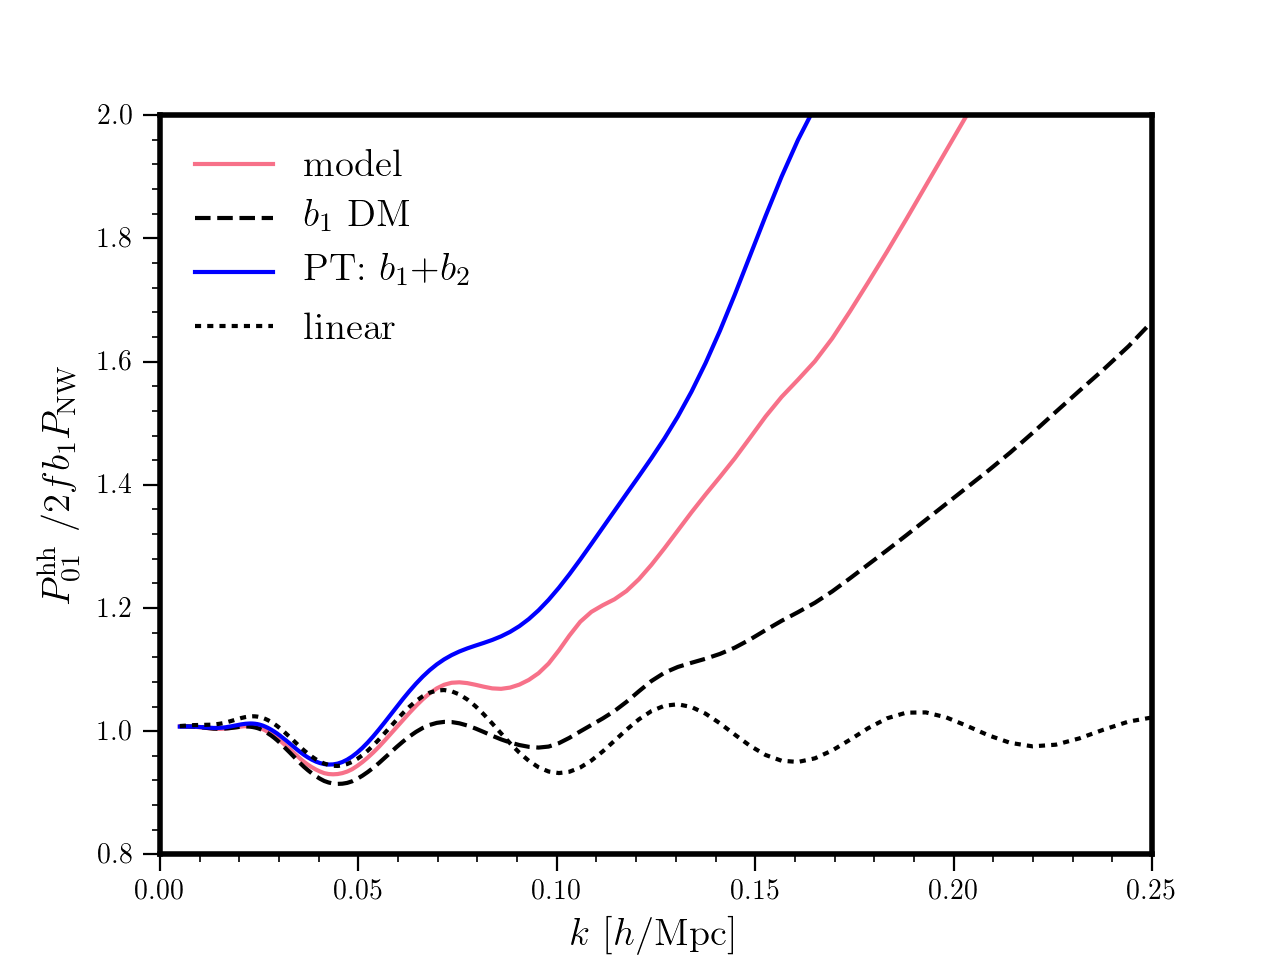 2.0
1.8
1.6
1.4
1.2
1.0
0.8
P₀₁ʰʰ /2fb₁P_NW
model
b₁ DM
PT: b₁+b₂
linear
0.00 0.05 0.10 0.15 0.20 0.25
k [h/Mpc]